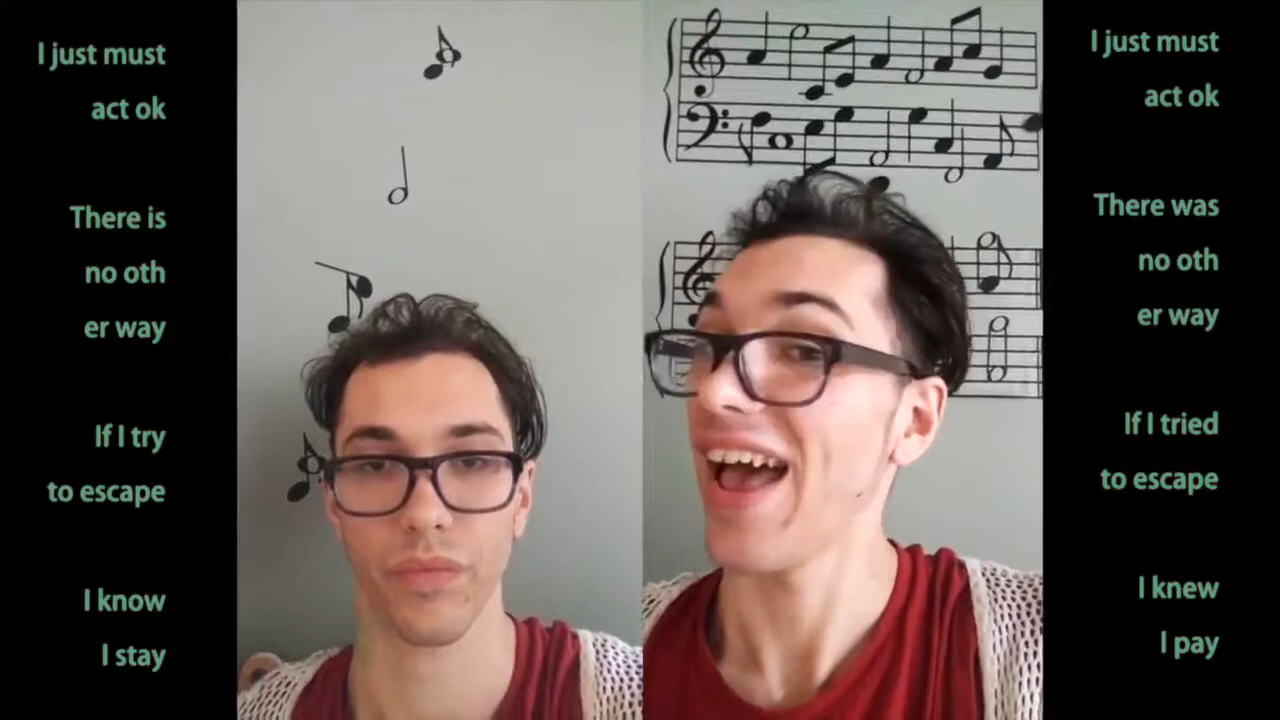 I just must
act ok
There is
no oth
er way
If I try
to escape
I know
I stay
I just must
act ok
There was
no oth
er way
If I tried
to escape
I knew
I pay